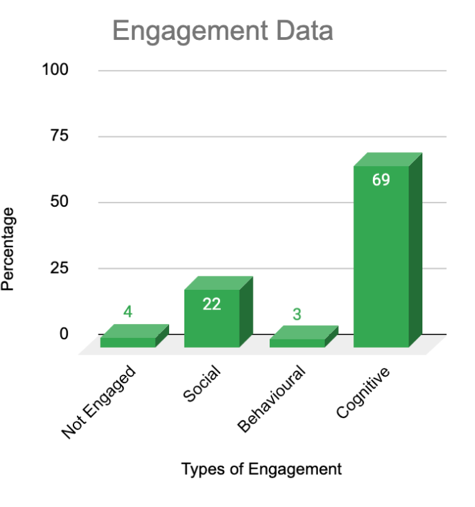 Engagement Data
100
75
50
25
0
Percentage
4
22
3
69
Not Engaged
Social
Behavioural
Cognitive
Types of Engagement